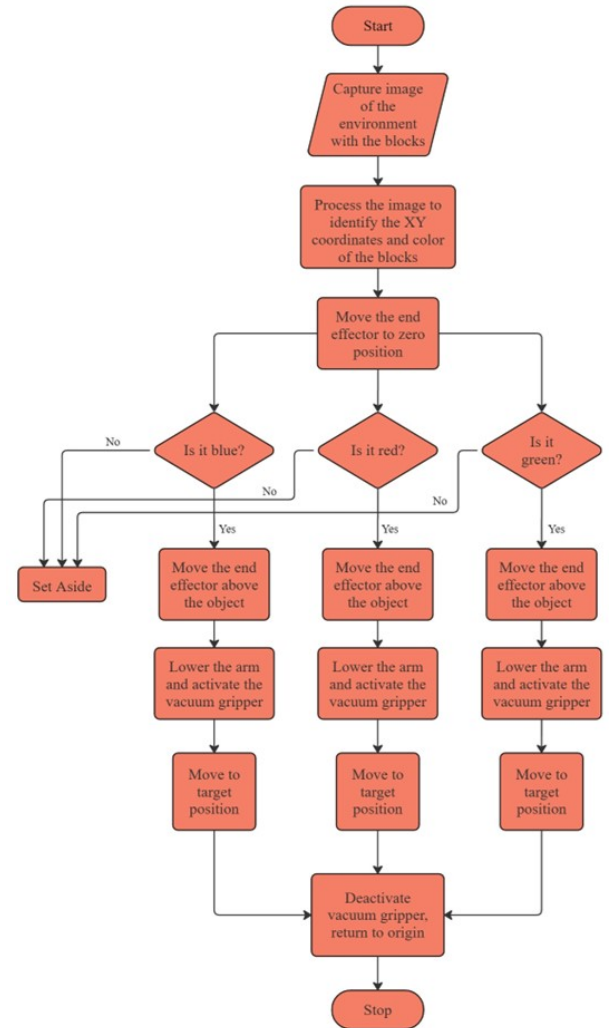 Start
Capture image
of the
environment
with the blocks
Process the image to
identify the XY
coordinates and color
of the blocks
Move the end
effector to zero
position
Is it blue?
Is it red?
Is it
green?
No
No
No
Yes
Yes
Yes
Set Aside
Move the end
effector above
the object
Move the end
effector above
the object
Move the end
effector above
the object
Lower the arm
and activate the
vacuum gripper
Lower the arm
and activate the
vacuum gripper
Lower the arm
and activate the
vacuum gripper
Move to
target
position
Move to
target
position
Move to
target
position
Deactivate
vacuum gripper,
return to origin
Stop